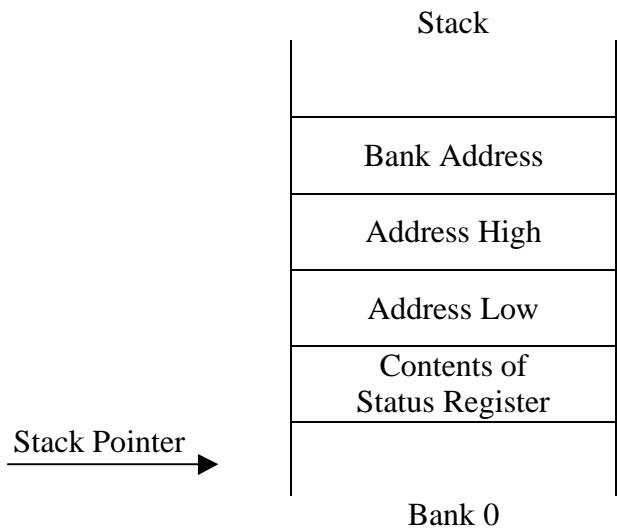 Stack
Bank Address
Address High
Address Low
Contents of
Status Register
Stack Pointer
Bank 0